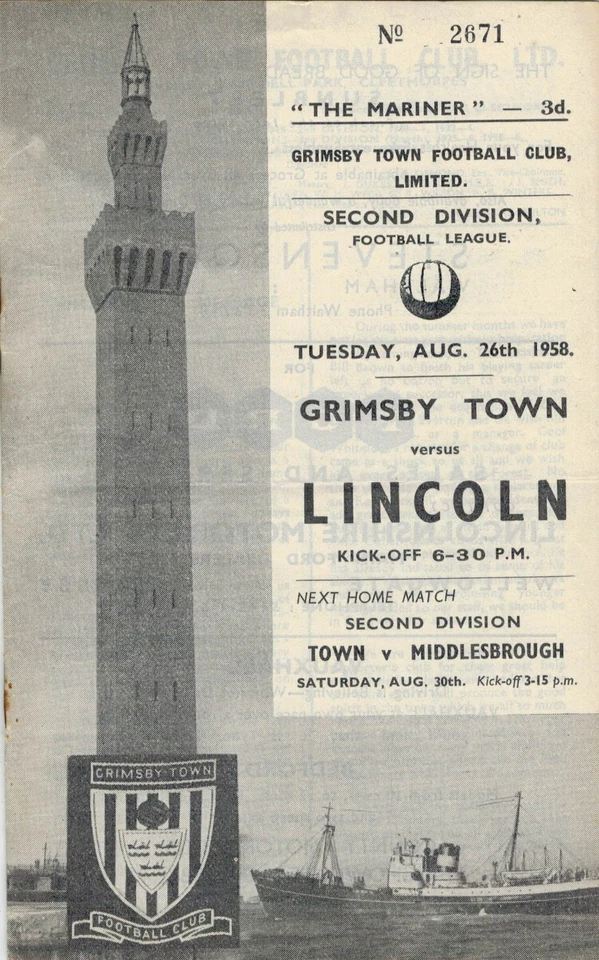 Nº 2671
"THE MARINER" — 3d.
GRIMSBY TOWN FOOTBALL CLUB,
LIMITED.
SECOND DIVISION,
FOOTBALL LEAGUE.
TUESDAY, AUG. 26th 1958.
GRIMSBY TOWN
versus
LINCOLN
KICK-OFF 6-30 P.M.
NEXT HOME MATCH
SECOND DIVISION
TOWN v MIDDLESBROUGH
SATURDAY, AUG. 30th. Kick-off 3-15 p.m.
GRIMSBY·TOWN
FOOTBALL CLUB